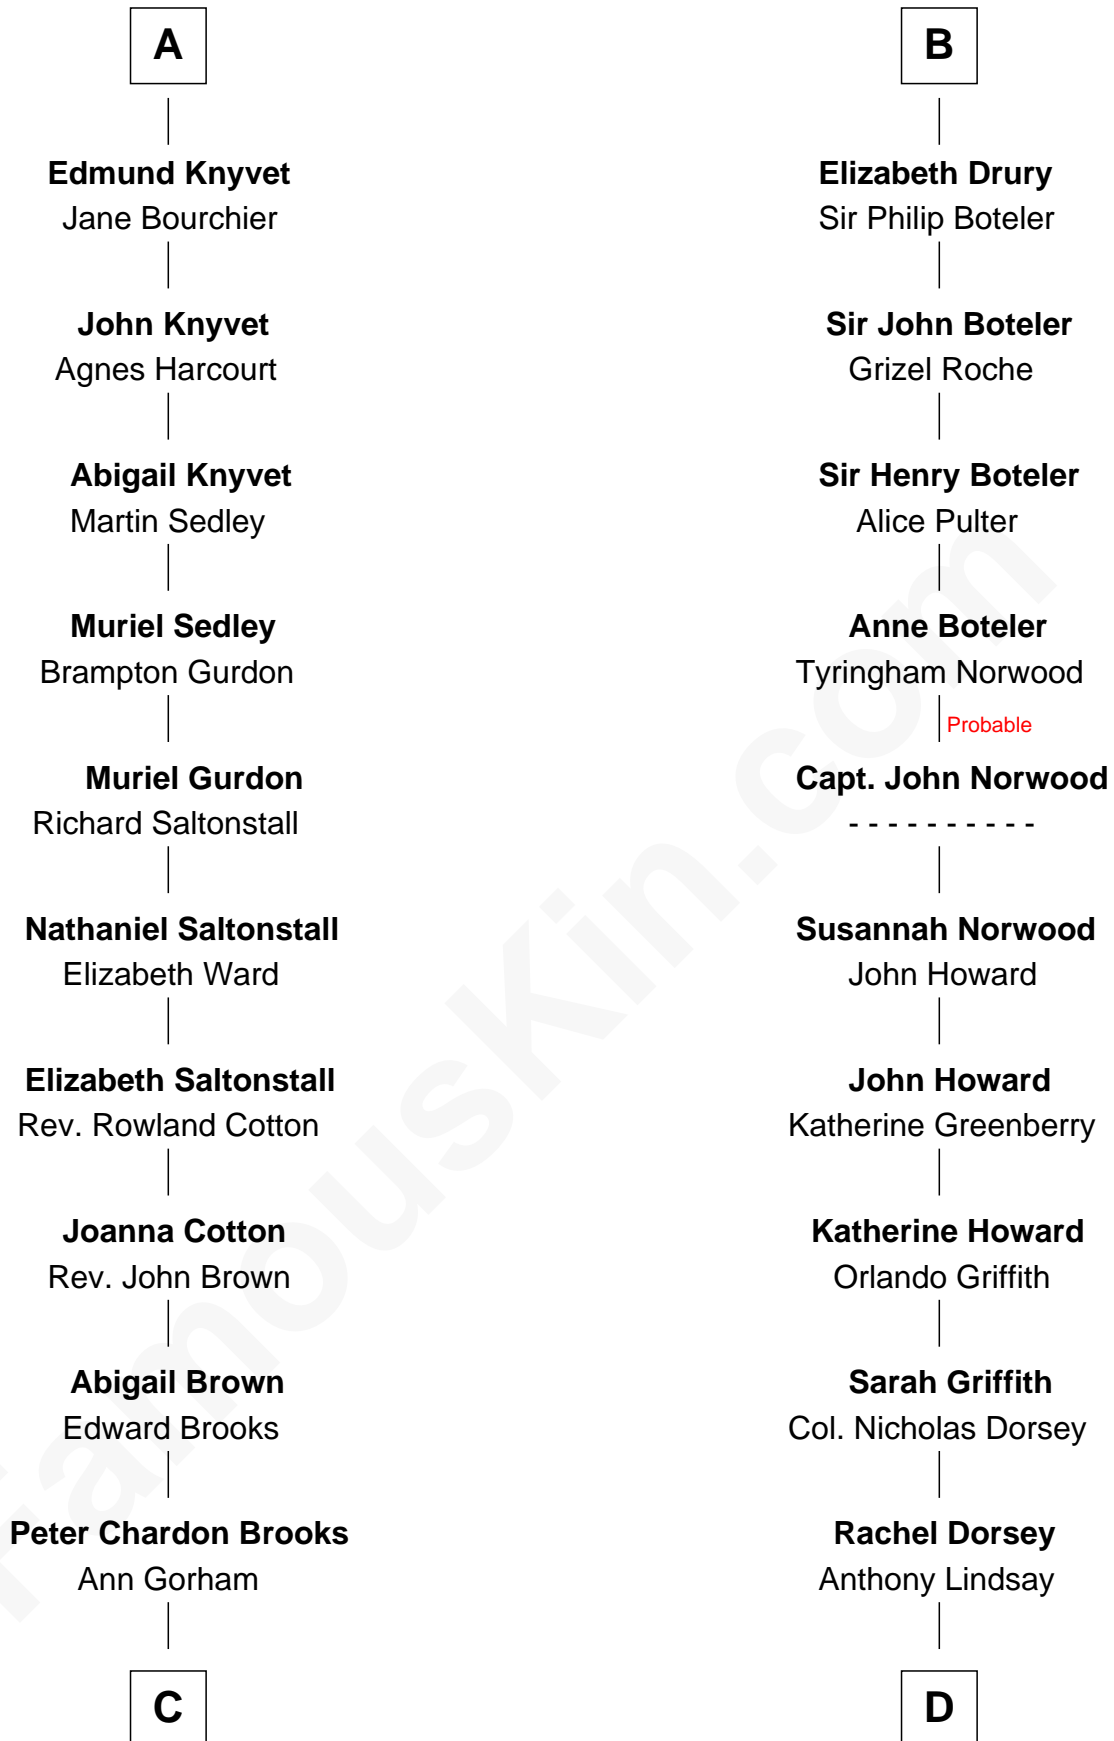 A
Edmund Knyvet
Jane Bourchier
John Knyvet
Agnes Harcourt
Abigail Knyvet
Martin Sedley
Muriel Sedley
Brampton Gurdon
Muriel Gurdon
Richard Saltonstall
Nathaniel Saltonstall
Elizabeth Ward
Elizabeth Saltonstall
Rev. Rowland Cotton
Joanna Cotton
Rev. John Brown
Abigail Brown
Edward Brooks
Peter Chardon Brooks
Ann Gorham
C
B
Elizabeth Drury
Sir Philip Boteler
Sir John Boteler
Grizel Roche
Sir Henry Boteler
Alice Pulter
Anne Boteler
Tyringham Norwood
Probable
Capt. John Norwood
- - - - - - - - - -
Susannah Norwood
John Howard
John Howard
Katherine Greenberry
Katherine Howard
Orlando Griffith
Sarah Griffith
Col. Nicholas Dorsey
Rachel Dorsey
Anthony Lindsay
D
FamousKin.com